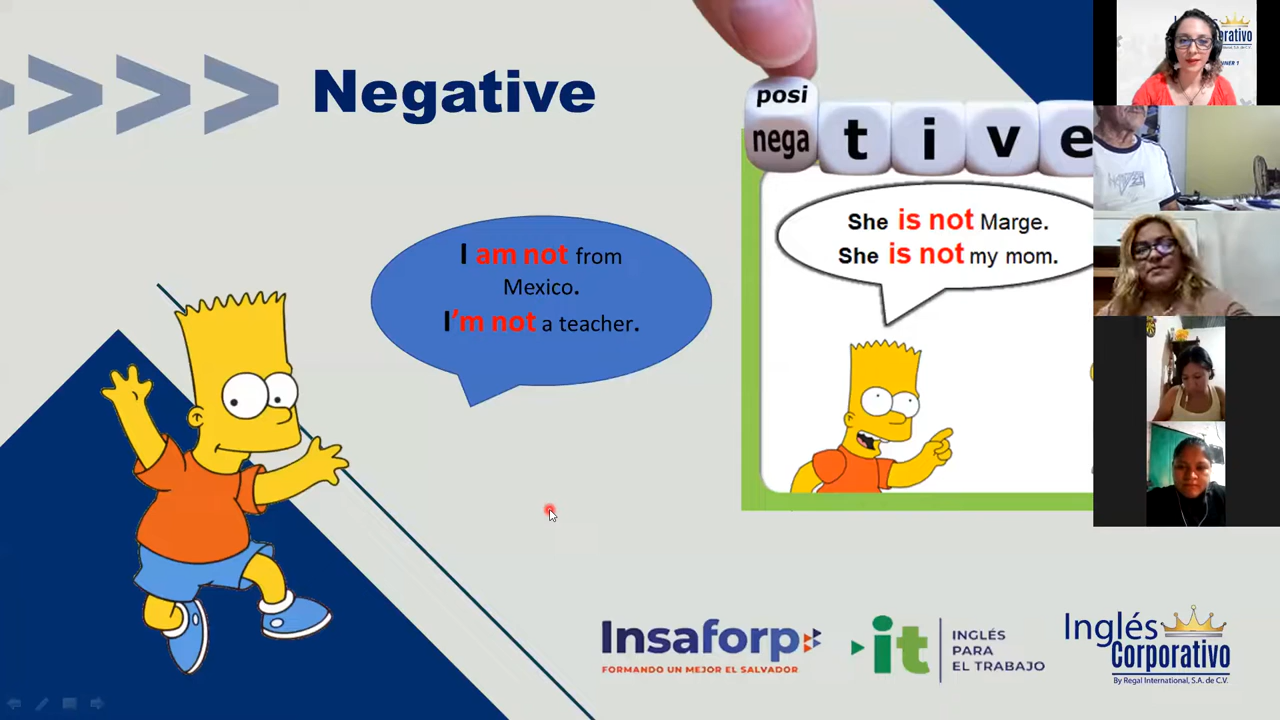 Negative
posi
nega t i v e
I am not from
Mexico.
I'm not a teacher.
She is not Marge.
She is not my mom.
Insaforp
FORMANDO UN MEJOR EL SALVADOR
it
INGLÉS
PARA
EL TRABAJO
Inglés
Corporativo
By Regal International, S.A. de C.V.